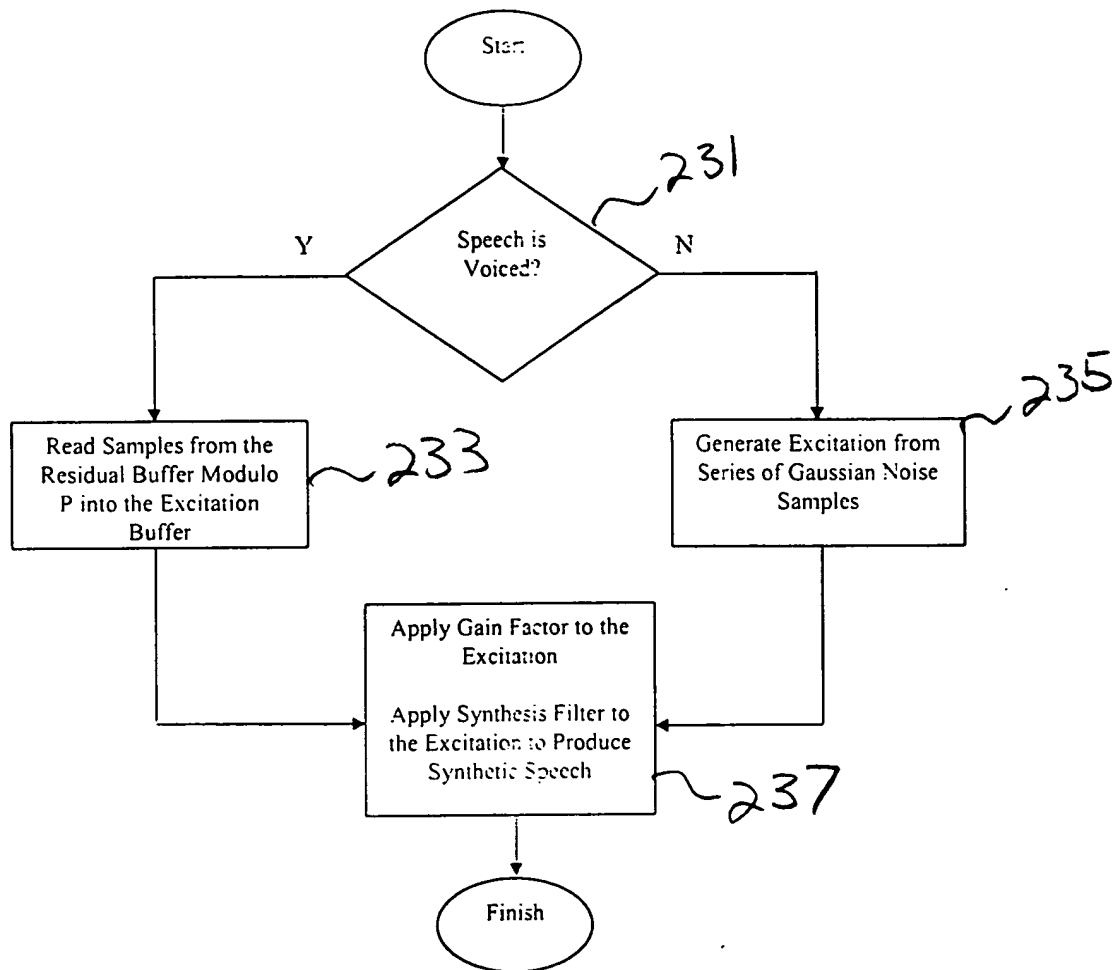 Start
231
Speech is
Voiced?
Y
N
Read Samples from the
Residual Buffer Modulo
P into the Excitation
Buffer
233
Generate Excitation from
Series of Gaussian Noise
Samples
235
Apply Gain Factor to the
Excitation
Apply Synthesis Filter to
the Excitation to Produce
Synthetic Speech
237
Finish